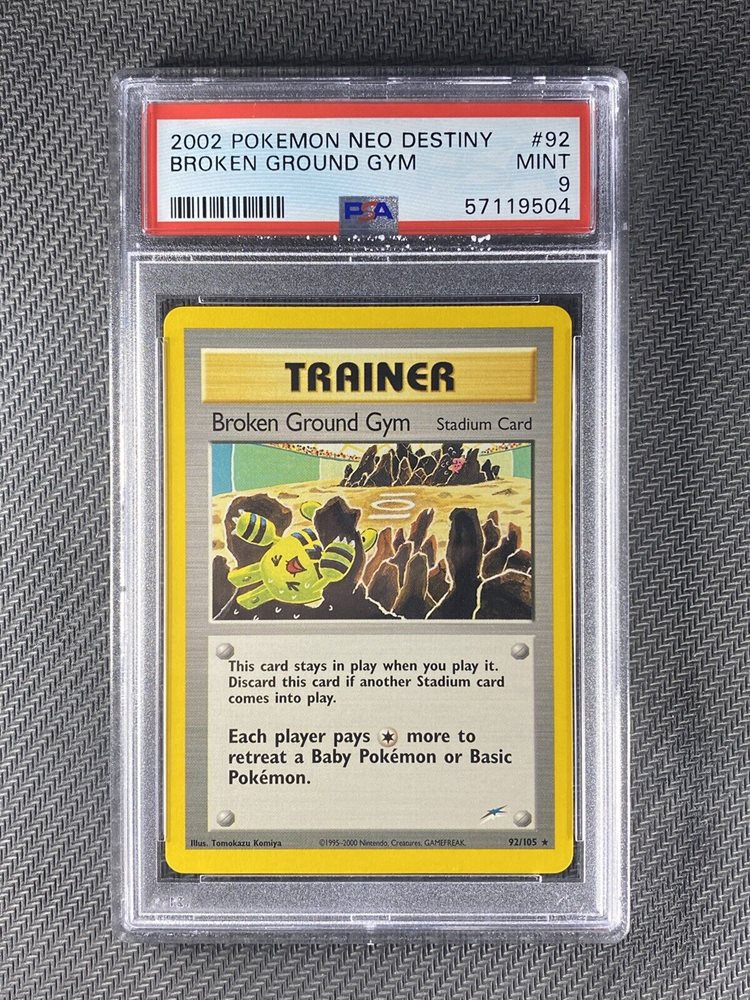 2002 POKEMON NEO DESTINY #92
BROKEN GROUND GYM MINT
9
PSA 57119504
TRAINER
Broken Ground Gym Stadium Card
This card stays in play when you play it.
Discard this card if another Stadium card
comes into play.
Each player pays more to
retreat a Baby Pokémon or Basic
Pokémon.
Illus. Tomokazu Komiya ©1995-2000 Nintendo, Creatures, GAMEFREAK. 92/105 ★